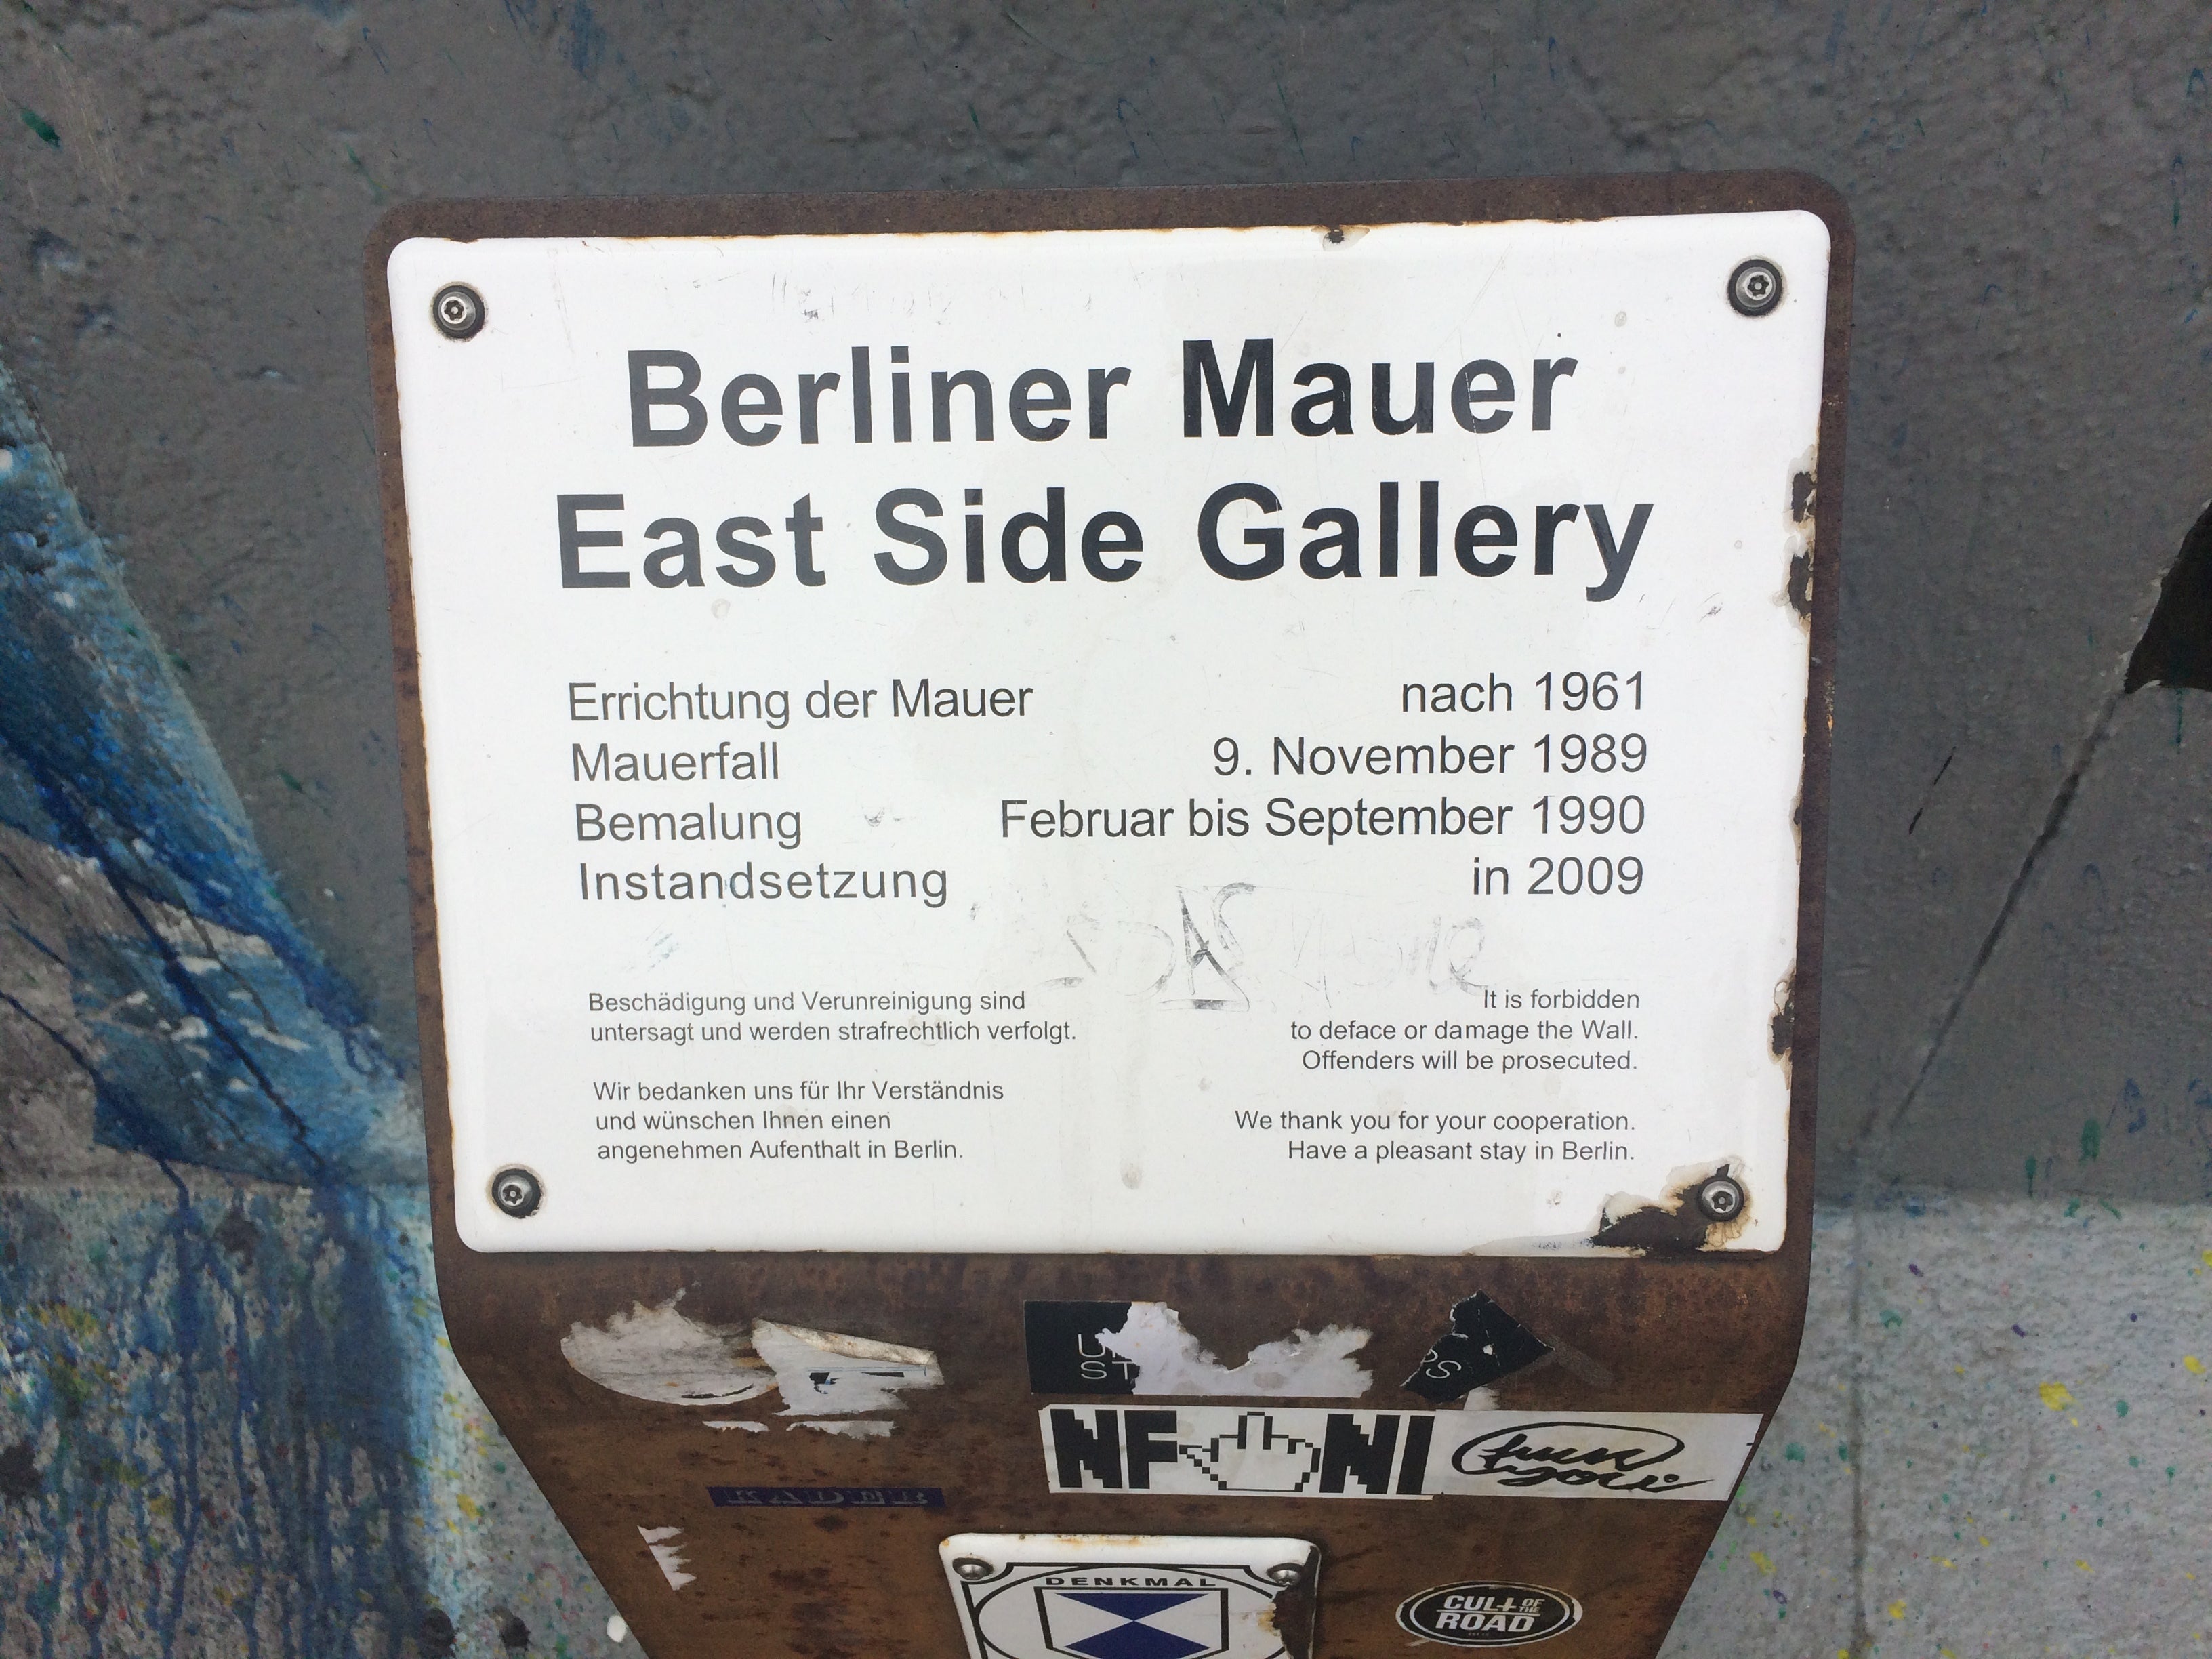 Berliner Mauer
East Side Gallery
Errichtung der Mauer nach 1961
Mauerfall 9. November 1989
Bemalung Februar bis September 1990
Instandsetzung in 2009
Beschädigung und Verunreinigung sind
untersagt und werden strafrechtlich verfolgt.
Wir bedanken uns für Ihr Verständnis
und wünschen Ihnen einen
angenehmen Aufenthalt in Berlin.
It is forbidden
to deface or damage the Wall.
Offenders will be prosecuted.
We thank you for your cooperation.
Have a pleasant stay in Berlin.
ST
NF NI
DENKMAL
CULT OF THE
ROAD